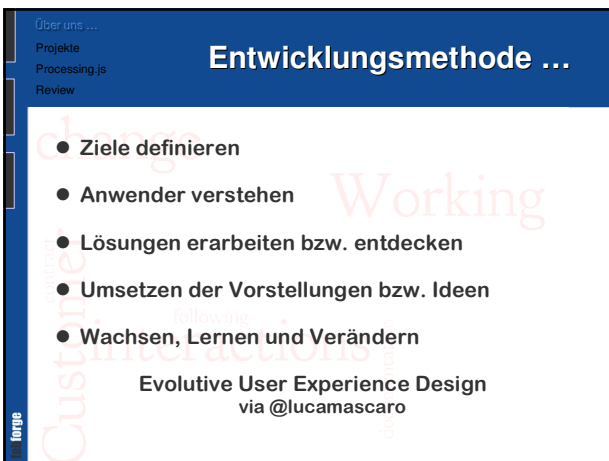 Über uns ...
Projekte
Processing.js
Review
Entwicklungsmethode ...
● Ziele definieren
● Anwender verstehen
● Lösungen erarbeiten bzw. entdecken
● Umsetzen der Vorstellungen bzw. Ideen
● Wachsen, Lernen und Verändern
Evolutive User Experience Design
via @lucamascaro
change
Working
contract
Customer
following
interactions
forge